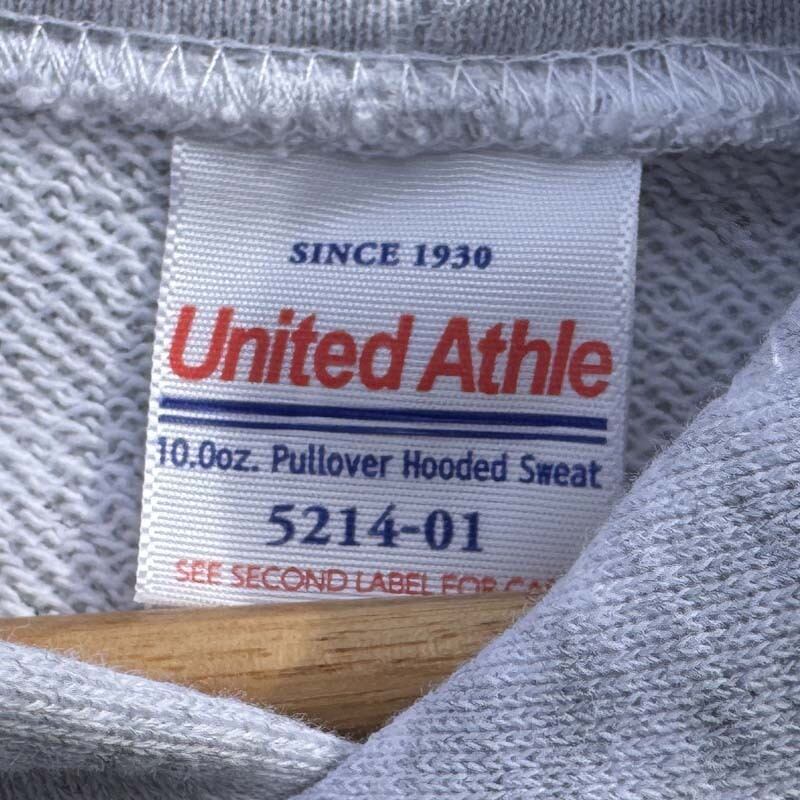 SINCE 1930
United Athle
10.0oz. Pullover Hooded Sweat
5214-01
SEE SECOND LABEL FOR